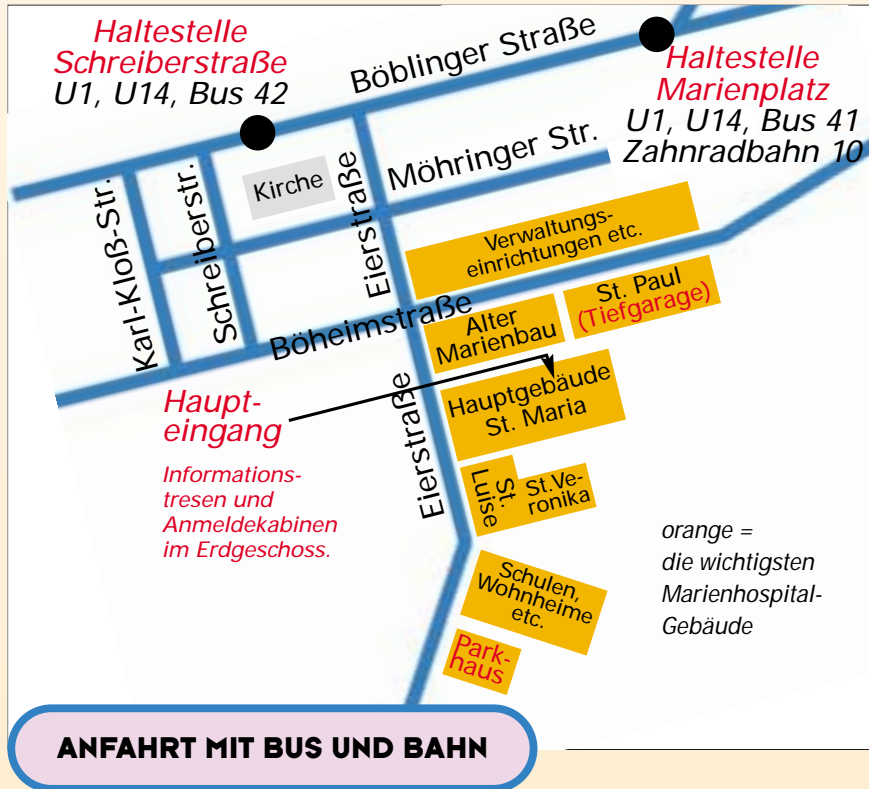 Haltestelle
Schreiberstraße
U1, U14, Bus 42
Böblinger Straße
Haltestelle
Marienplatz
U1, U14, Bus 41
Zahnradbahn 10
Karl-Kloß-Str.
Schreiberstr.
Kirche
Eierstraße
Möhringer Str.
Verwaltungs-
einrichtungen etc.
Böheimstraße
Alter
Marienbau
St. Paul
(Tiefgarage)
Haupt-
eingang
Informations-
tresen und
Anmeldekabinen
im Erdgeschoss.
Eierstraße
Hauptgebäude
St. Maria
St.
Luise
St.Ve-
ronika
orange =
die wichtigsten
Marienhospital-
Gebäude
Schulen,
Wohnheime
etc.
Park-
haus
ANFAHRT MIT BUS UND BAHN